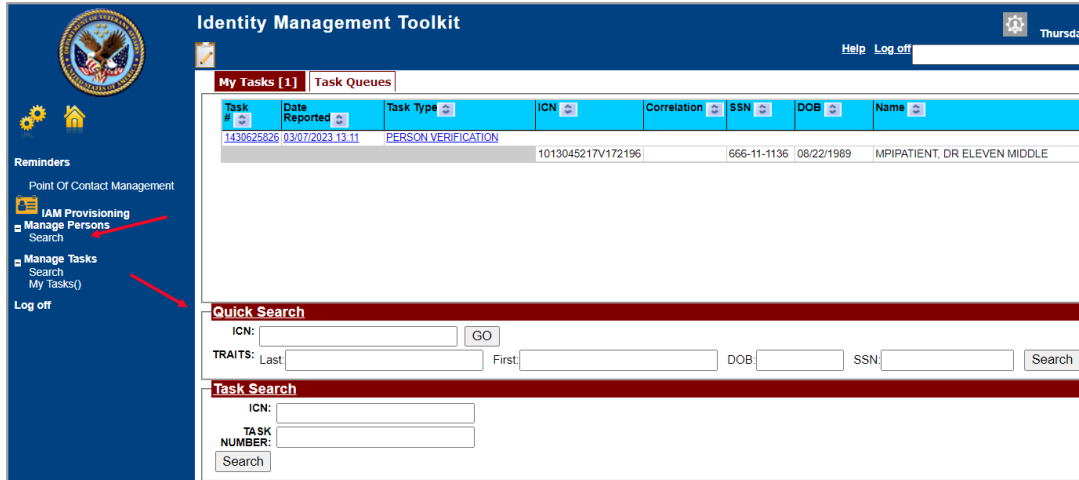 Identity Management Toolkit
Thursda
Help Log off
My Tasks [1] Task Queues
Task # Date Reported Task Type ICN Correlation SSN DOB Name
1430625826 03/07/2023 13:11 PERSON VERIFICATION
1013045217V172196 666-11-1136 08/22/1989 MPIPATIENT, DR ELEVEN MIDDLE
Reminders
Point Of Contact Management
IAM Provisioning
Manage Persons
Search
Manage Tasks
Search
My Tasks()
Log off
Quick Search
ICN: GO
TRAITS: Last: First: DOB: SSN: Search
Task Search
ICN:
TASK NUMBER:
Search